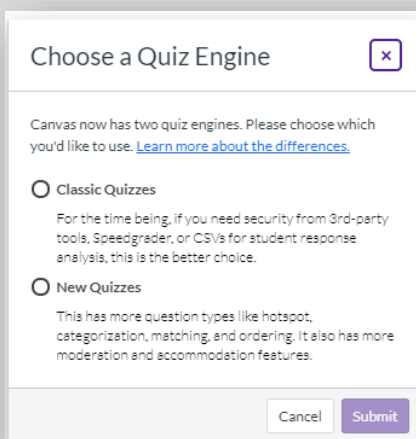 Choose a Quiz Engine
×
Canvas now has two quiz engines. Please choose which
you'd like to use. Learn more about the differences.
Classic Quizzes
For the time being, if you need security from 3rd-party
tools, Speedgrader, or CSVs for student response
analysis, this is the better choice.
New Quizzes
This has more question types like hotspot,
categorization, matching, and ordering. It also has more
moderation and accommodation features.
Cancel
Submit